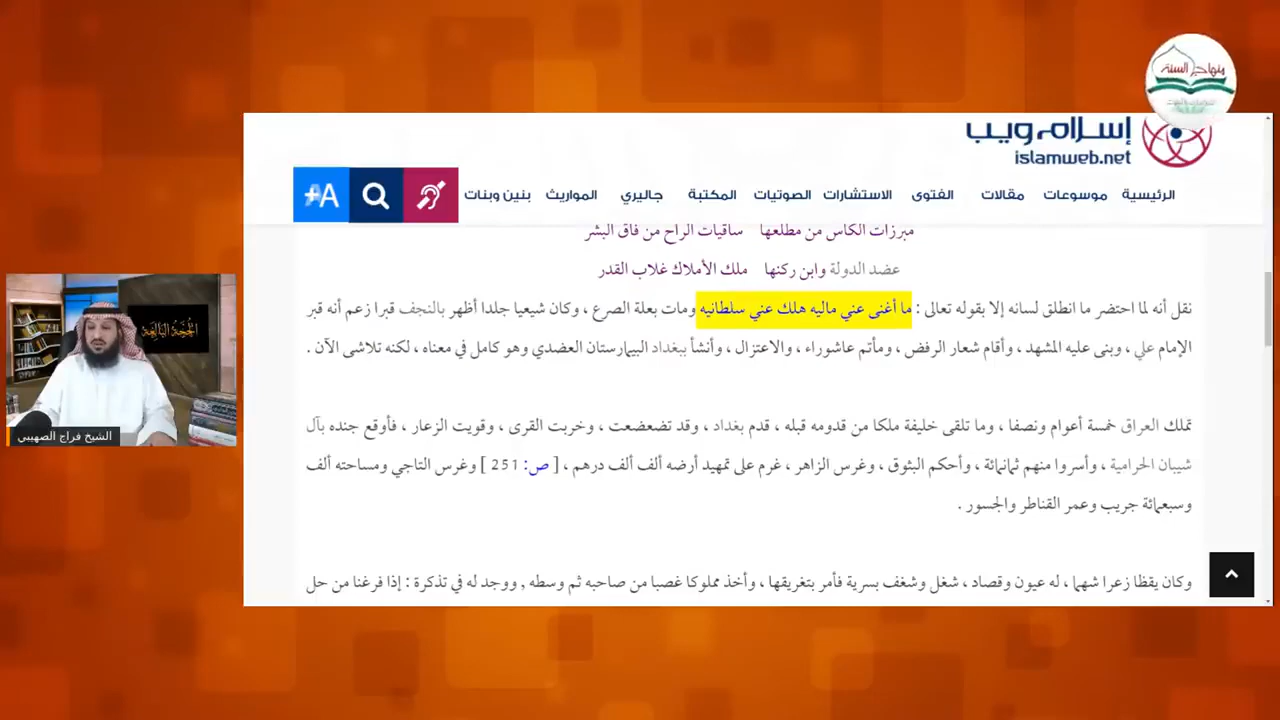 منهاج السنة
إسلام ويب
islamweb.net
الرئيسية موسوعات مقالات الفتوى الاستشارات الصوتيات المكتبة جاليري المواريث بنين وبنات
+A
مبرزات الكاس من مطلعها ساقيات الراح من فاق البشر
عضد الدولة وابن ركنها ملك الأملاك غلاب القدر
نقل أنه لما احتضر ما انطلق لسانه إلا بقوله تعالى : ما أغنى عني ماليه هلك عني سلطانيه ومات بعلة الصرع ، وكان شيعيا جلدا أظهر بالنجف قبرا زعم أنه قبر
الإمام علي ، وبنى عليه المشهد ، وأقام شعار الرفض ، ومأتم عاشوراء ، والاعتزال ، وأنشأ ببغداد البيمارستان العضدي وهو كامل في معناه ، لكنه تلاشى الآن .
تملك العراق خمسة أعوام ونصفا ، وما تلقى خليفة ملكا من قدومه قبله ، قدم بغداد ، وقد تضعضعت ، وخربت القرى ، وقويت الزعار ، فأوقع جنده بآل
شيبان الحرامية ، وأسروا منهم ثمانمائة ، وأحكم البثوق ، وغرس الزاهر ، غرم على تمهيد أرضه ألف ألف درهم ، [ ص: 251 ] وغرس التاجي ومساحته ألف
وسبعمائة جريب وعمر القناطر والجسور .
وكان يقظا زعرا شهما ، له عيون وقصاد ، شغل وشغف بسرية فأمر بتغريقها ، وأخذ مملوكا غصبا من صاحبه ثم وسطه , ووجد له في تذكرة : إذا فرغنا من حل
الحجة البالغة
الشيخ فراج الصهيبي